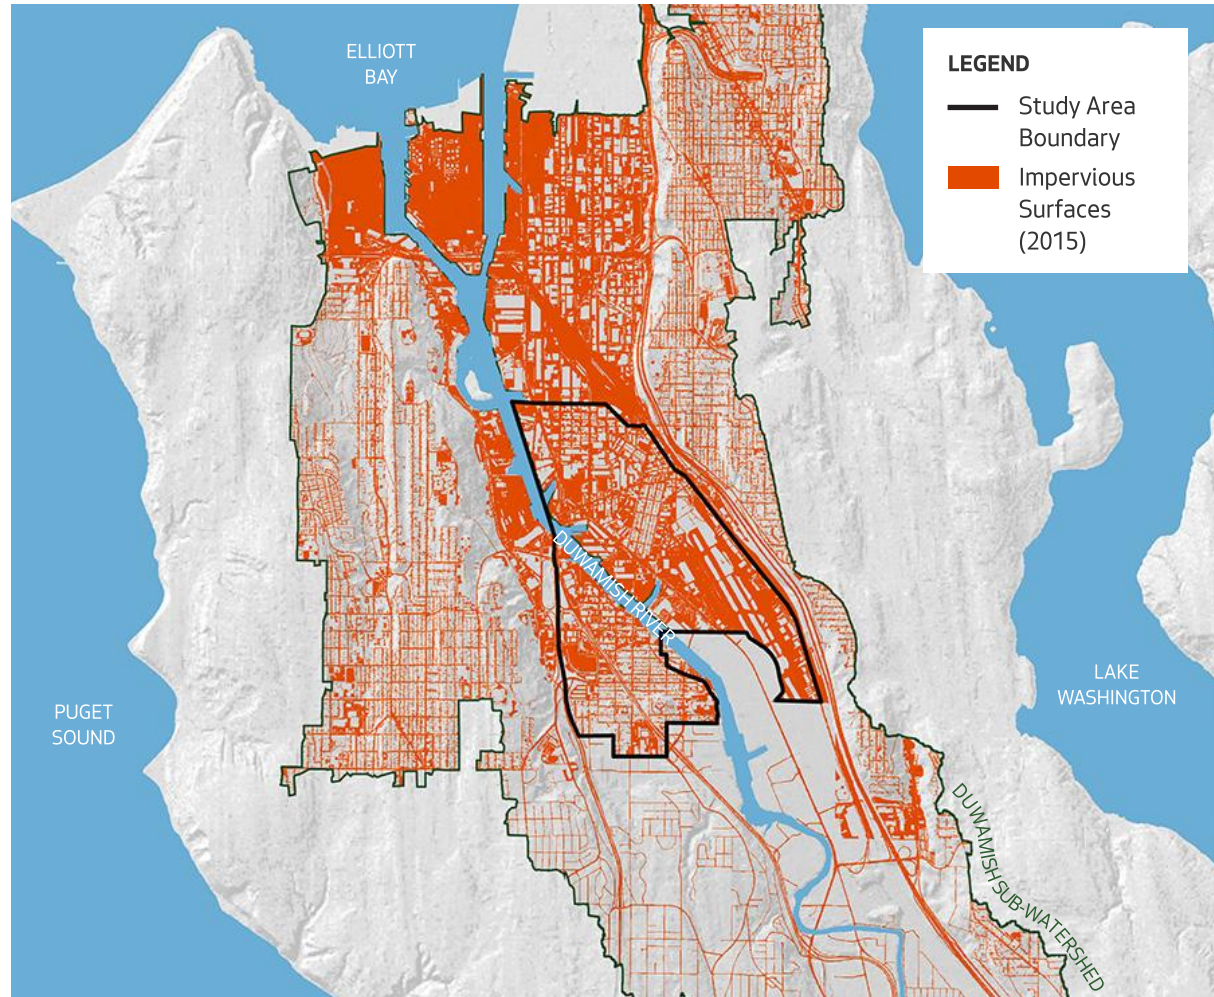 ELLIOTT
BAY
LEGEND
Study Area
Boundary
Impervious
Surfaces
(2015)
DUWAMISH RIVER
LAKE
WASHINGTON
PUGET
SOUND
DUWAMISH SUB-WATERSHED